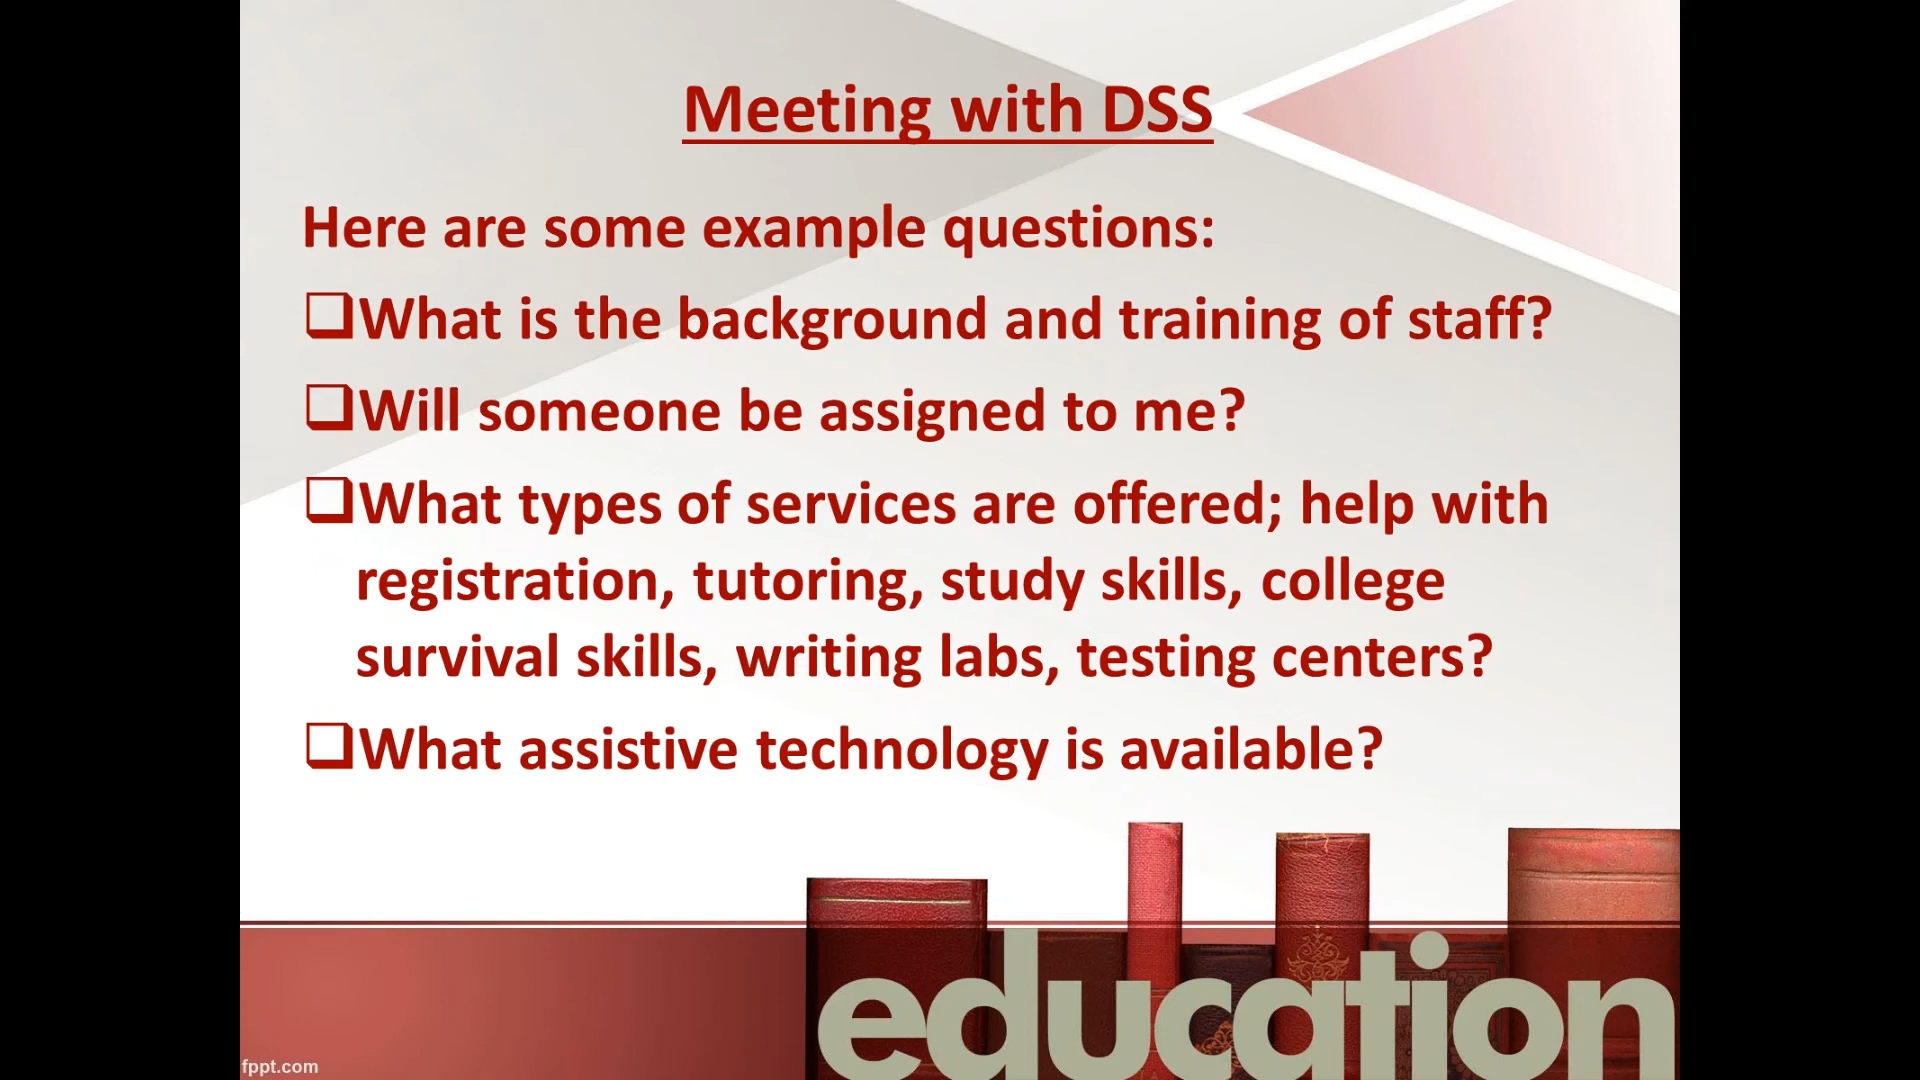 Meeting with DSS
Here are some example questions:
❑What is the background and training of staff?
❑Will someone be assigned to me?
❑What types of services are offered; help with
registration, tutoring, study skills, college
survival skills, writing labs, testing centers?
❑What assistive technology is available?
education
fppt.com